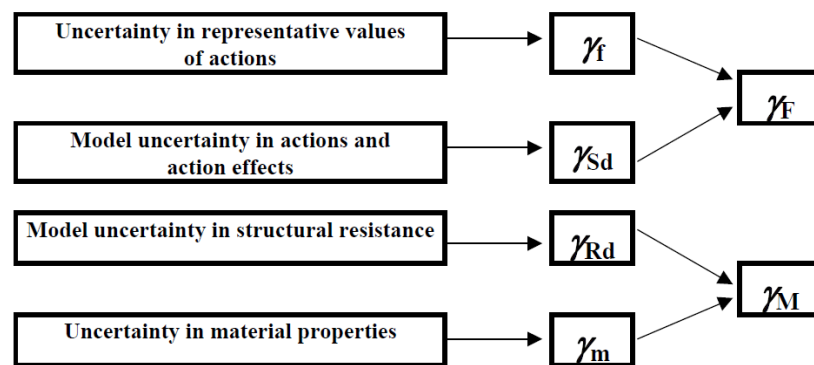 Uncertainty in representative values
of actions
γf
γF
Model uncertainty in actions and
action effects
γSd
Model uncertainty in structural resistance
γRd
γM
Uncertainty in material properties
γm